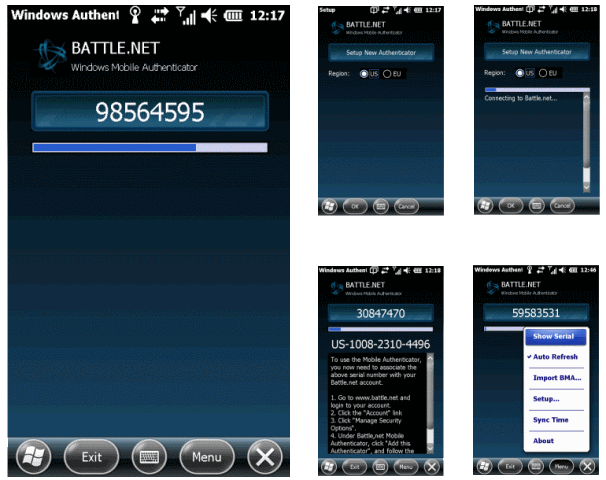 Windows Authent 12:17
BATTLE.NET
Windows Mobile Authenticator
98564595
Exit
Menu
Setup 12:17
BATTLE.NET
Windows Mobile Authenticator
Setup New Authenticator
Region: US EU
OK
Cancel
Windows Authent 12:18
BATTLE.NET
Windows Mobile Authenticator
Setup New Authenticator
Region: US EU
Connecting to Battle.net...
OK
Cancel
Windows Authent 12:18
BATTLE.NET
Windows Mobile Authenticator
30847470
US-1008-2310-4496
To use the Mobile Authenticator,
you now need to associate the
above serial number with your
Battle.net account.
1. Go to www.battle.net and
login to your account.
2. Click the "Account" link
3. Click "Manage Security
Options".
4. Under Battle.net Mobile
Authenticator, click "Add this
Authenticator", and follow the
Exit
Menu
Windows Authent 12:46
BATTLE.NET
Windows Mobile Authenticator
59583531
Show Serial
Auto Refresh
Import BMA...
Setup...
Sync Time
About
Exit
Menu